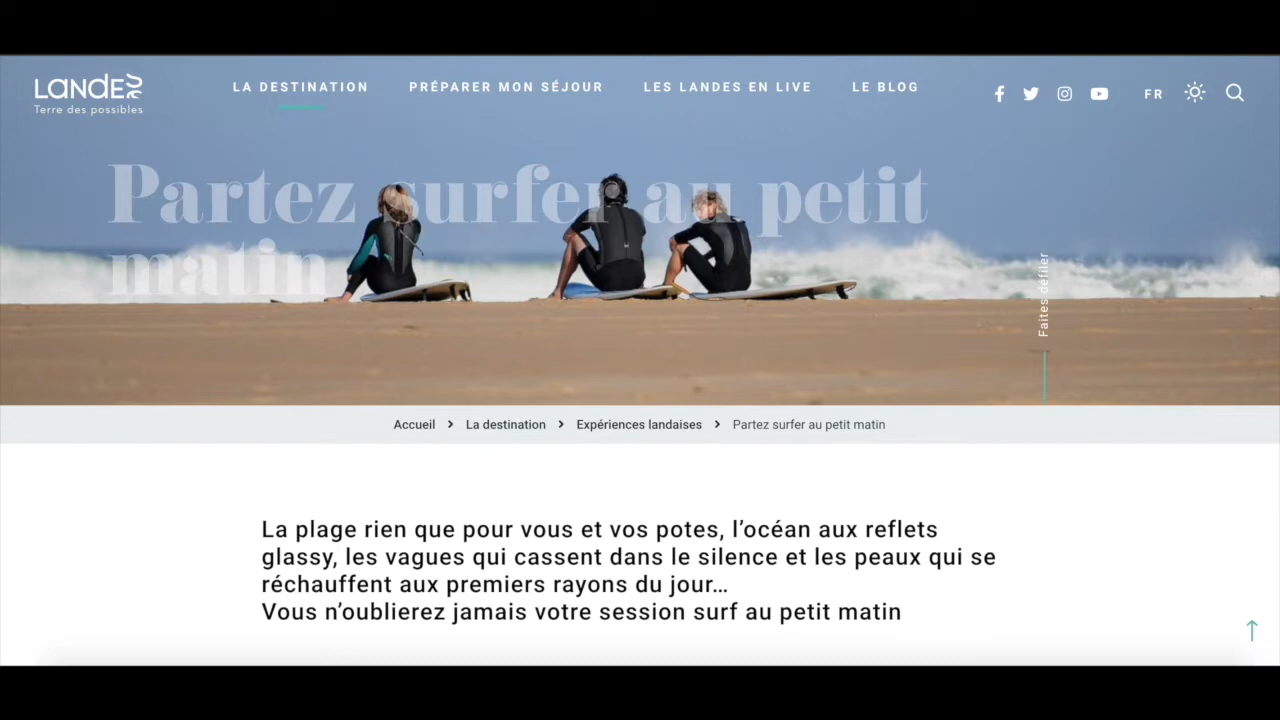 LANDES
Terre des possibles
LA DESTINATION
PRÉPARER MON SÉJOUR
LES LANDES EN LIVE
LE BLOG
FR
Partez surfer au petit
matin
Faites défiler
Accueil > La destination > Expériences landaises > Partez surfer au petit matin
La plage rien que pour vous et vos potes, l’océan aux reflets
glassy, les vagues qui cassent dans le silence et les peaux qui se
réchauffent aux premiers rayons du jour…
Vous n’oublierez jamais votre session surf au petit matin